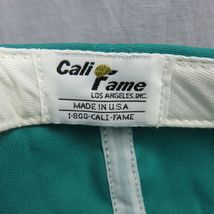 Cali Fame
LOS ANGELES, INC.
MADE IN U.S.A
1-800-CALI-FAME